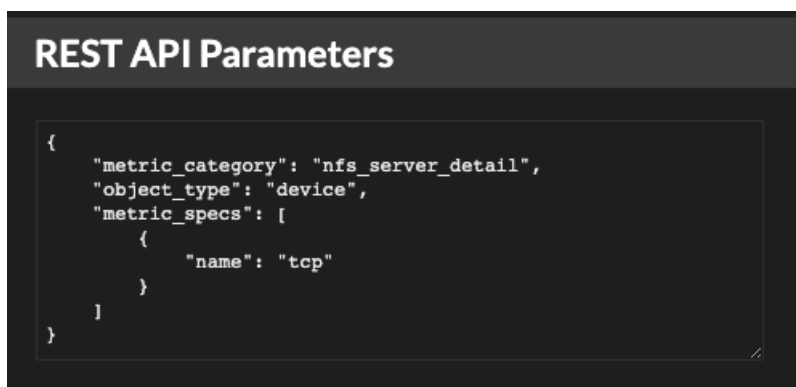 REST API Parameters
{
    "metric_category": "nfs_server_detail",
    "object_type": "device",
    "metric_specs": [
        {
            "name": "tcp"
        }
    ]
}